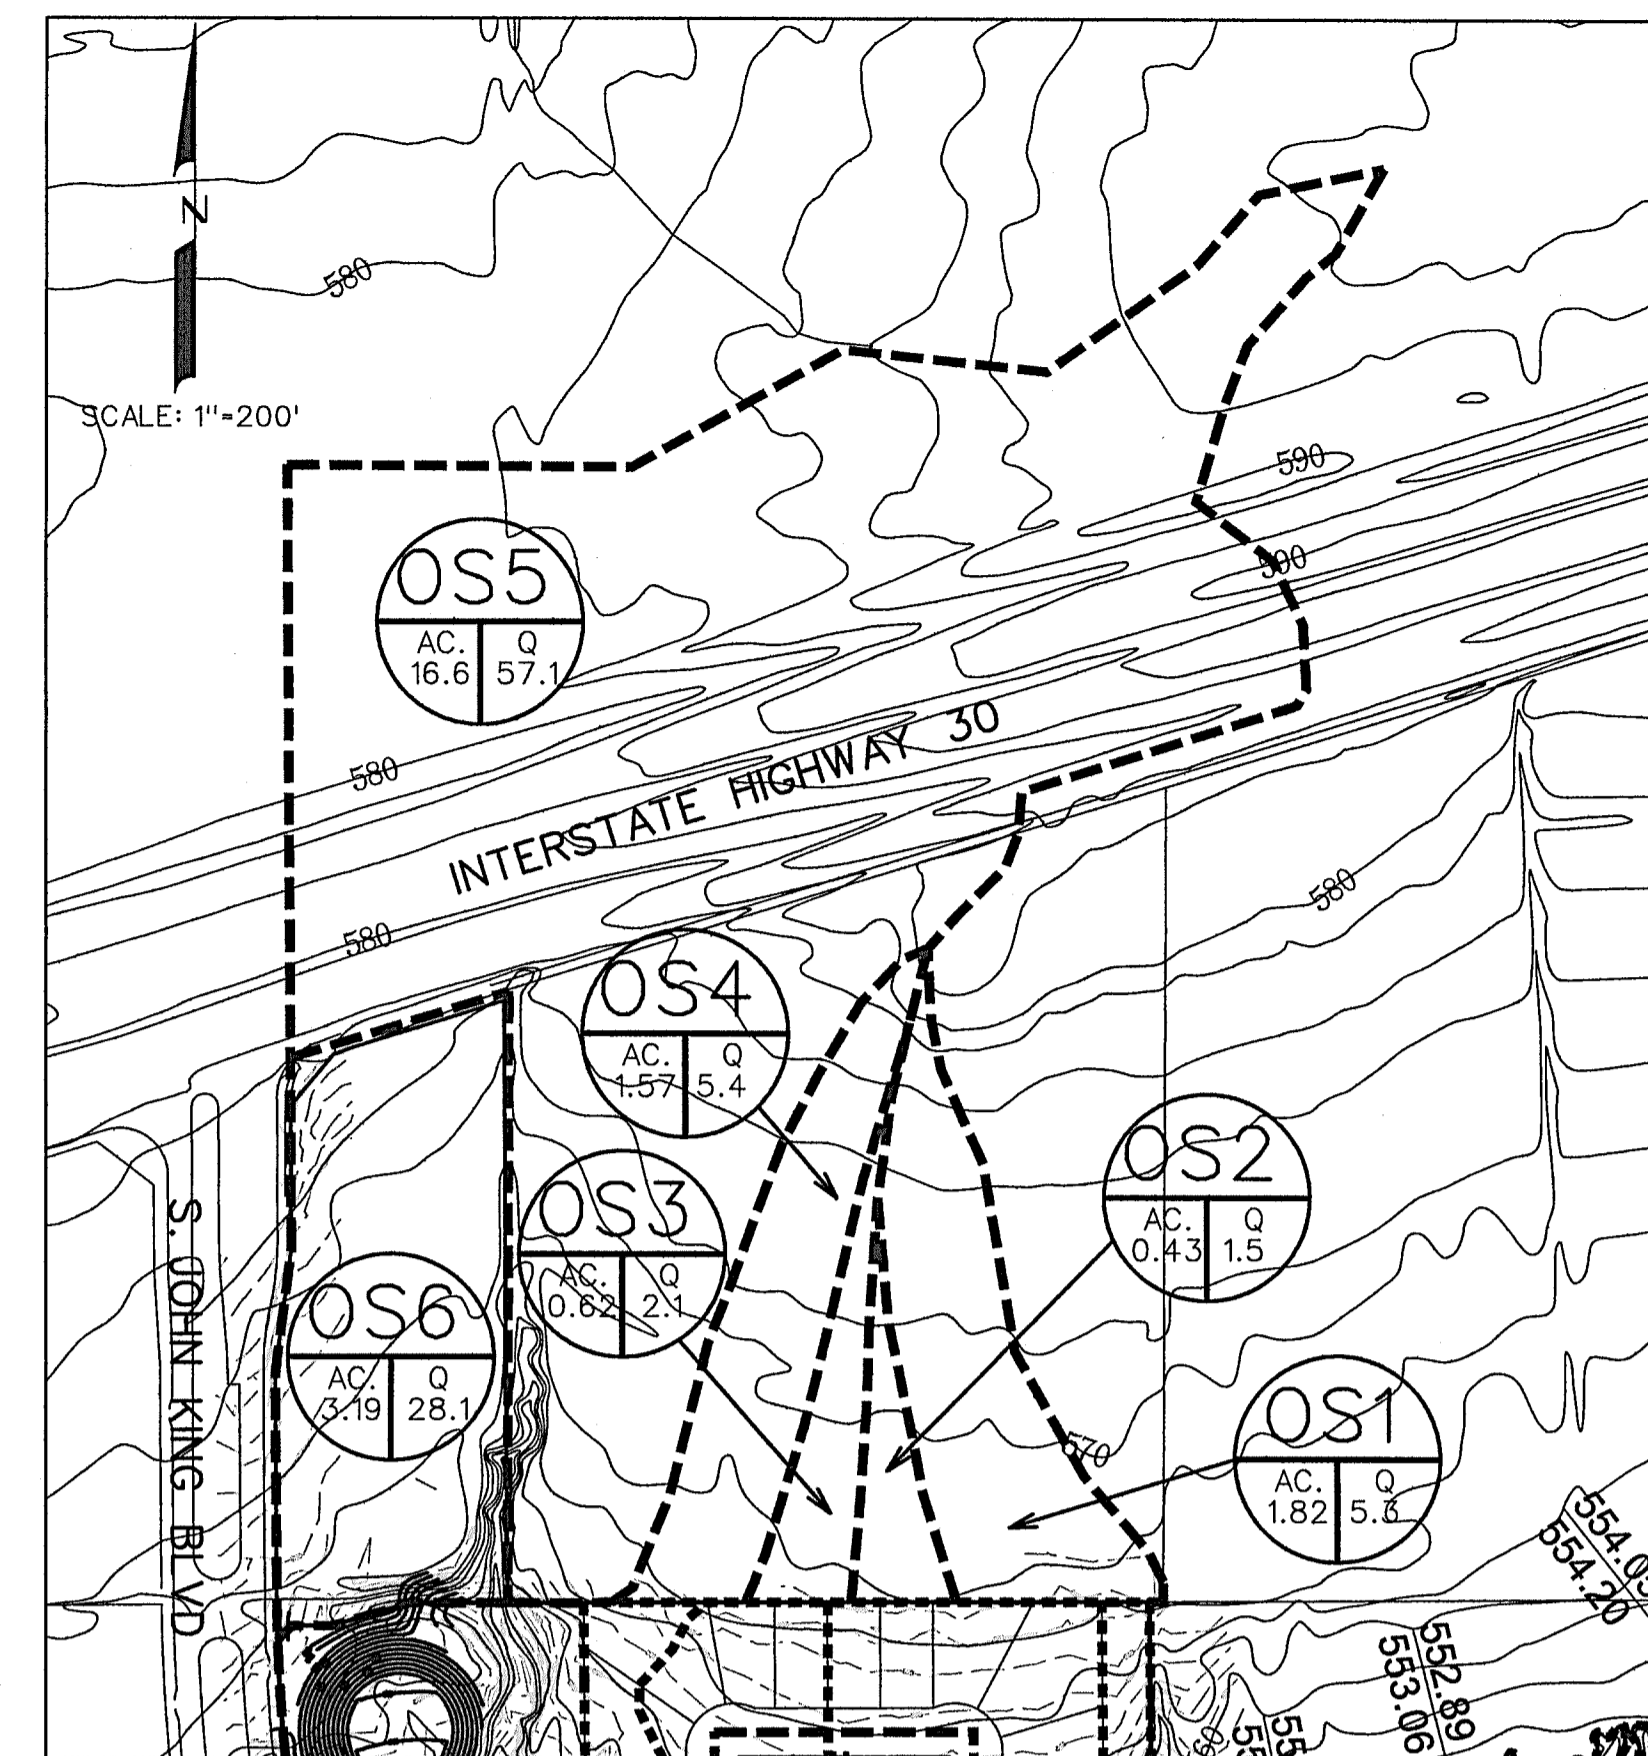 N
580
SCALE: 1"=200'
590
590
OS5
AC. Q
16.6 57.1
580
INTERSTATE HIGHWAY 30
580
580
OS4
AC. Q
1.57 5.4
OS2
AC. Q
0.43 1.5
OS3
AC. Q
0.62 2.1
S. JOHN KING BLVD
OS6
AC. Q
3.19 28.1
OS1
AC. Q
1.82 5.3
570
554.20
552.89
553.06